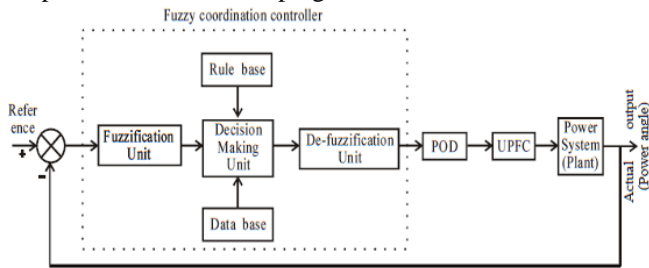 Fuzzy coordination controller
Rule base
Refer
ence
+
-
Fuzzification
Unit
Decision
Making
Unit
De-fuzzification
Unit
POD
UPFC
Power
System
(Plant)
Actual output
(Power angle)
Data base